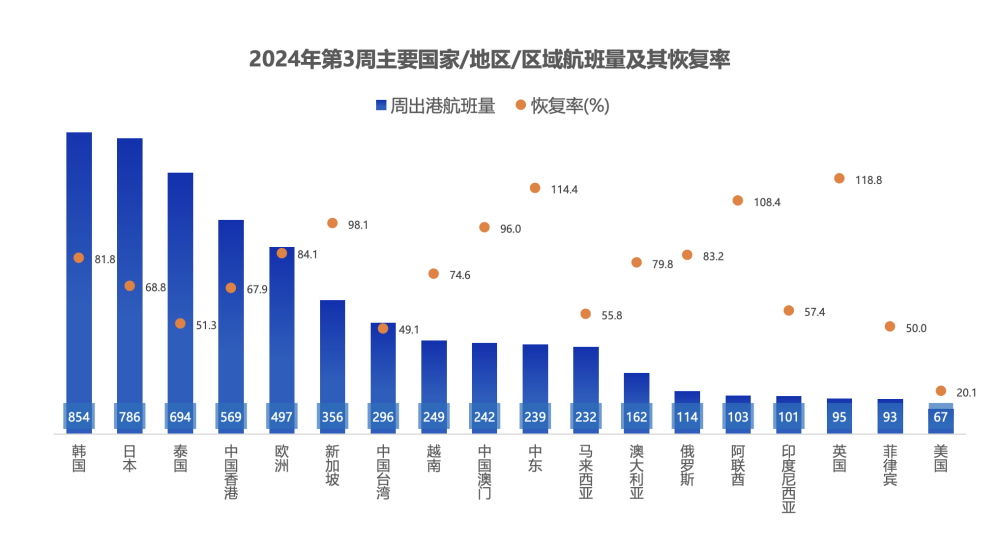 2024年第3周主要国家/地区/区域航班量及其恢复率
周出港航班量 恢复率(%)
118.8
114.4
108.4
98.1
96.0
84.1
83.2
81.8
79.8
74.6
68.8
67.9
57.4
55.8
51.3
50.0
49.1
20.1
854 786 694 569 497 356 296 249 242 239 232 162 114 103 101 95 93 67
韩国
日本
泰国
中国香港
欧洲
新加坡
中国台湾
越南
中国澳门
中东
马来西亚
澳大利亚
俄罗斯
阿联酋
印度尼西亚
英国
菲律宾
美国